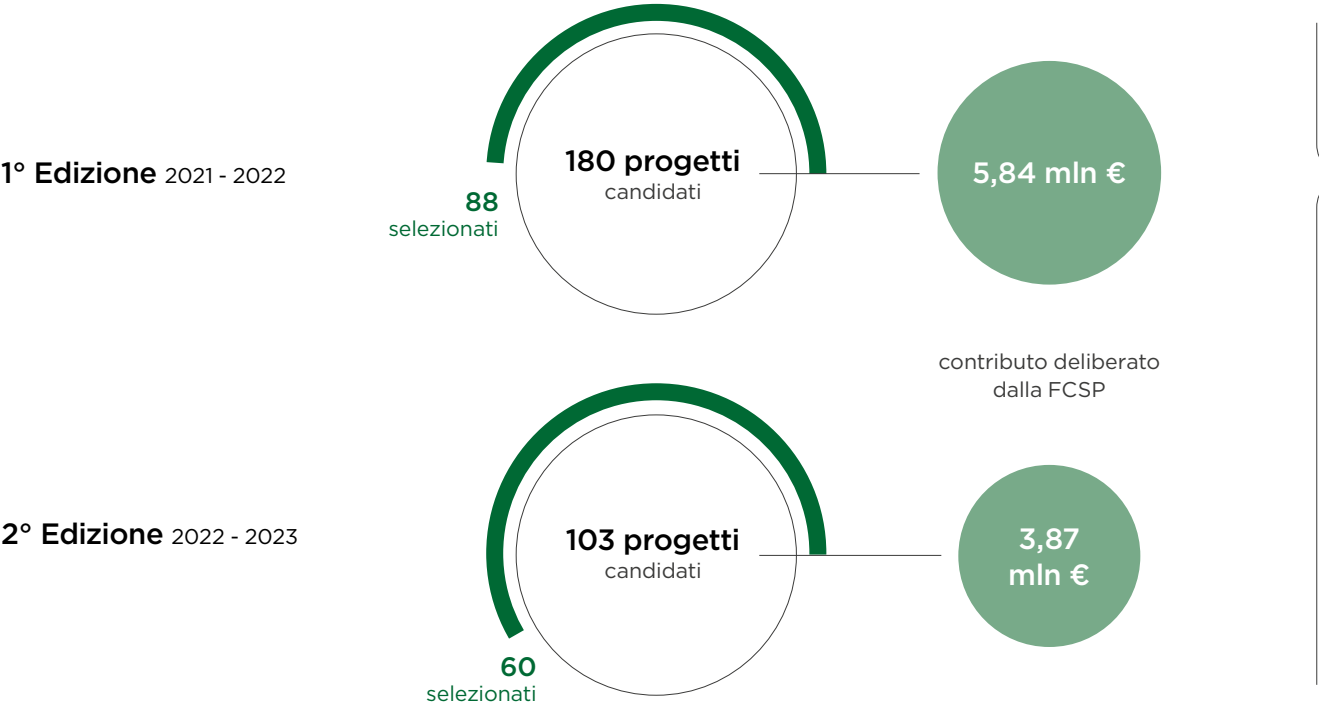 1° Edizione 2021 - 2022
180 progetti
candidati
88
selezionati
5,84 mln €
contributo deliberato
dalla FCSP
2° Edizione 2022 - 2023
103 progetti
candidati
60
selezionati
3,87
mln €